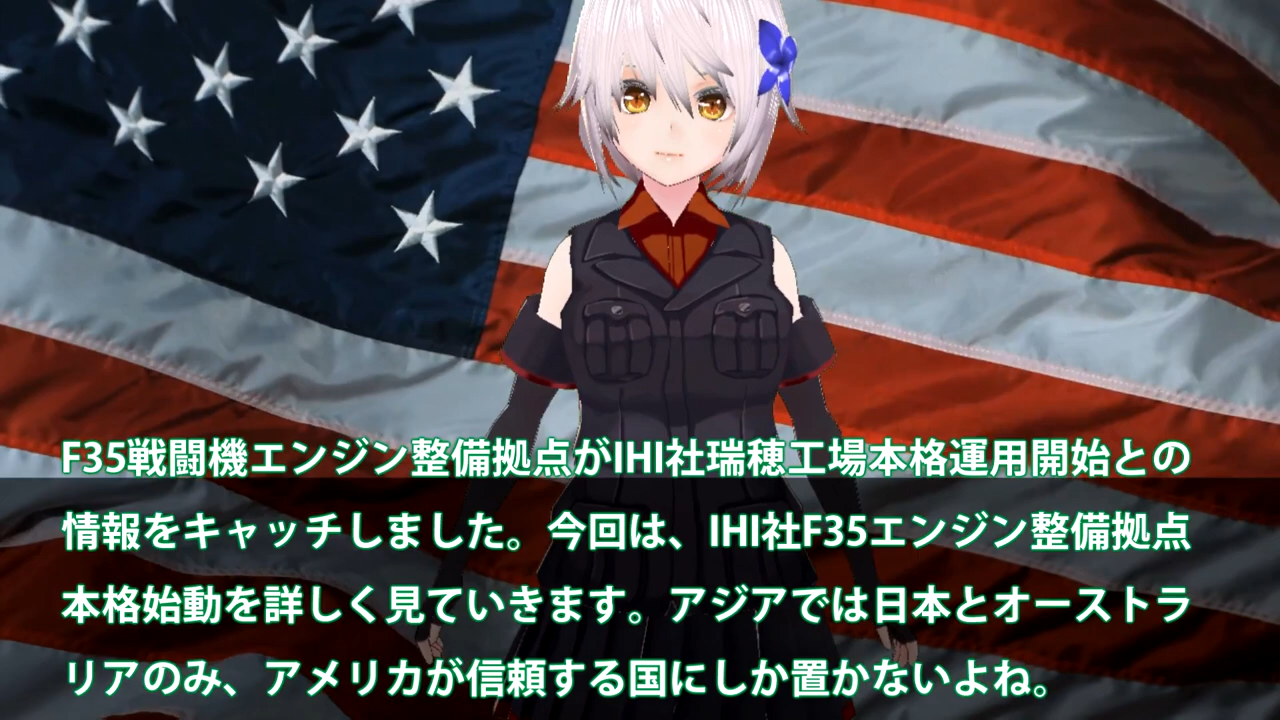 F35戦闘機エンジン整備拠点がIHI社瑞穂工場本格運用開始との
情報をキャッチしました。今回は、IHI社F35エンジン整備拠点
本格始動を詳しく見ていきます。アジアでは日本とオーストラ
リアのみ、アメリカが信頼する国にしか置かないよね。